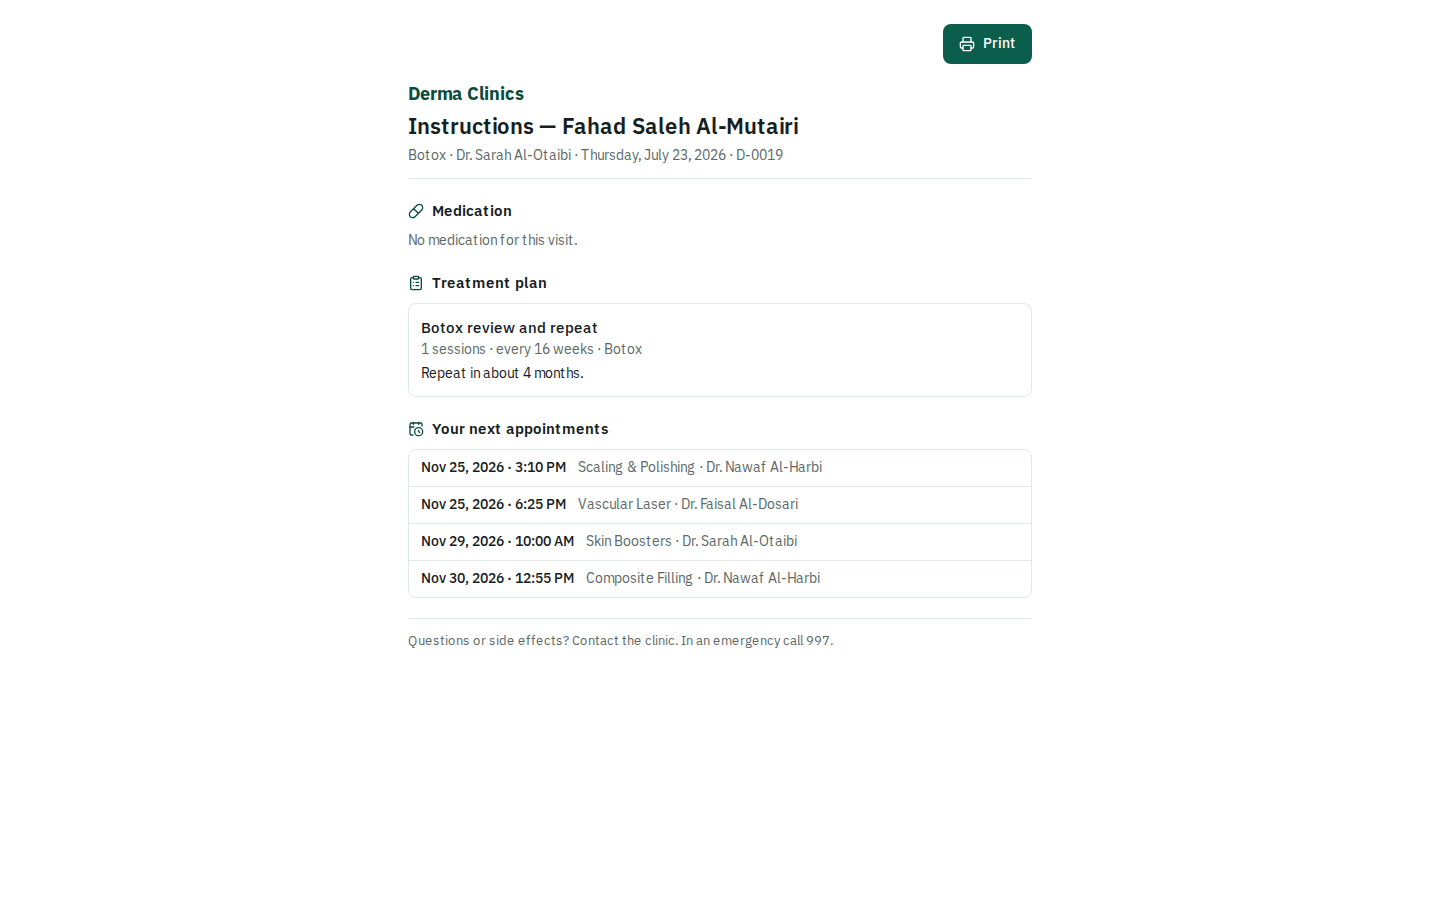 Print
Derma Clinics
Instructions — Fahad Saleh Al-Mutairi
Botox · Dr. Sarah Al-Otaibi · Thursday, July 23, 2026 · D-0019
Medication
No medication for this visit.
Treatment plan
Botox review and repeat
1 sessions · every 16 weeks · Botox
Repeat in about 4 months.
Your next appointments
Nov 25, 2026 · 3:10 PM Scaling & Polishing · Dr. Nawaf Al-Harbi
Nov 25, 2026 · 6:25 PM Vascular Laser · Dr. Faisal Al-Dosari
Nov 29, 2026 · 10:00 AM Skin Boosters · Dr. Sarah Al-Otaibi
Nov 30, 2026 · 12:55 PM Composite Filling · Dr. Nawaf Al-Harbi
Questions or side effects? Contact the clinic. In an emergency call 997.